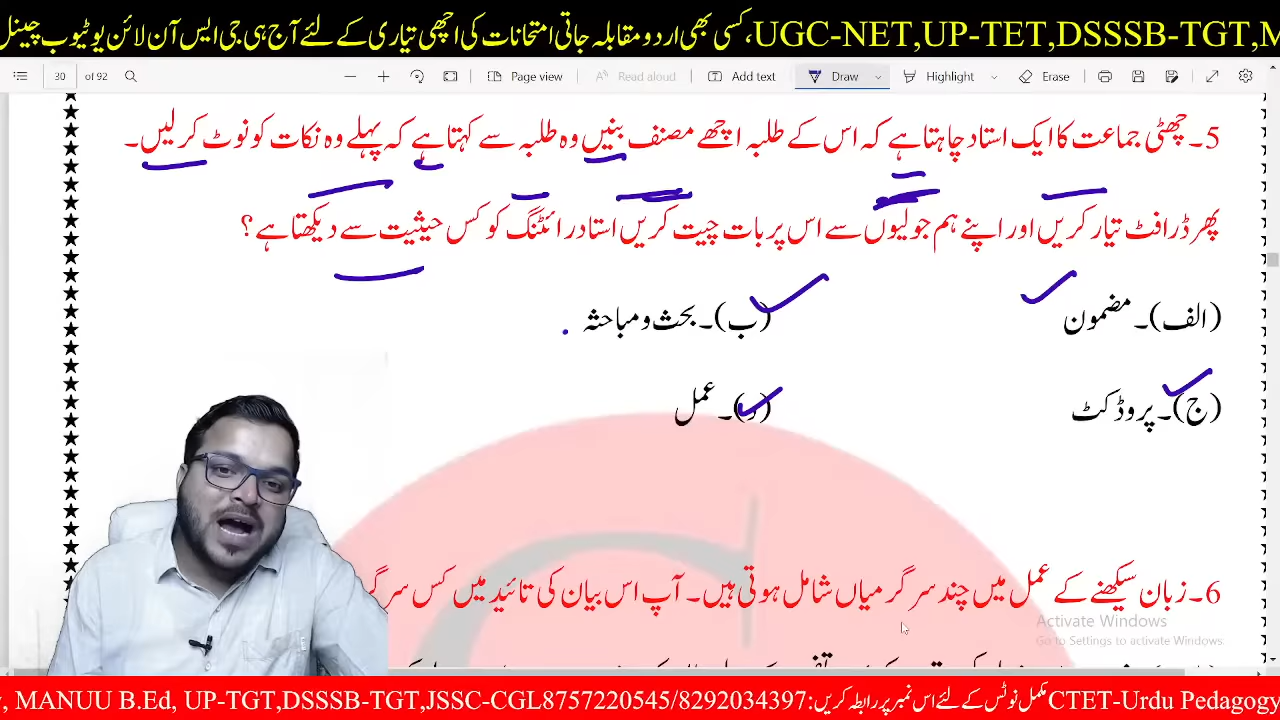 کسی بھی اردو مقابلہ جاتی امتحانات کی اچھی تیاری کے لئے آج ہی جی ایس آن لائن یوٹیوب چینل ،UGC-NET,UP-TET,DSSSB-TGT
30 of 92 Page view Read aloud Add text Draw Highlight Erase
5۔چھٹی جماعت کا ایک استاد چاہتا ہے کہ اس کے طلبہ اچھے مصنف بنیں وہ طلبہ سے کہتا ہے کہ پہلے وہ نکات کو نوٹ کرلیں۔
پھر ڈرافٹ تیار کریں اور اپنے ہم جولیوں سے اس پر بات چیت کریں استاد رائٹنگ کو کس حیثیت سے دیکھتا ہے؟
(الف)۔مضمون (ب)۔بحث ومباحثہ
(ج)۔پروڈکٹ (د)۔عمل
6۔زبان سیکھنے کے عمل میں چند سرگرمیاں شامل ہوتی ہیں۔آپ اس بیان کی تائید میں کس
Activate Windows
Go to Settings to activate Windows.
MANUU B.Ed, UP-TGT,DSSSB-TGT,JSSC-CGL8757220545/8292034397:مکمل نوٹس کے لئے اس نمبر پر رابطہ کریں CTET-Urdu Pedagogy